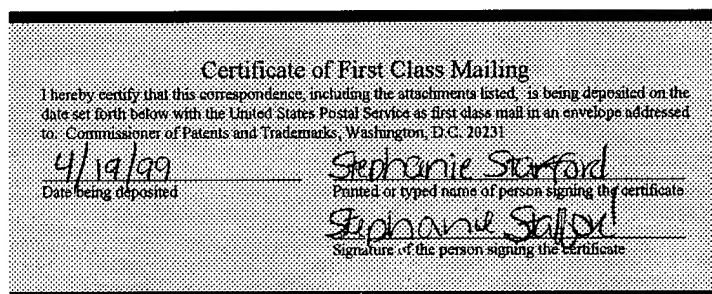 Certificate of First Class Mailing
I hereby certify that this correspondence, including the attachments listed, is being deposited on the
date set forth below with the United States Postal Service as first class mail in an envelope addressed
to: Commissioner of Patents and Trademarks, Washington, D.C. 20231
4/19/99 Stephanie
Date being deposited Printed or typed name of person signing the certificate
Stephanie
Signature of the person signing the certificate